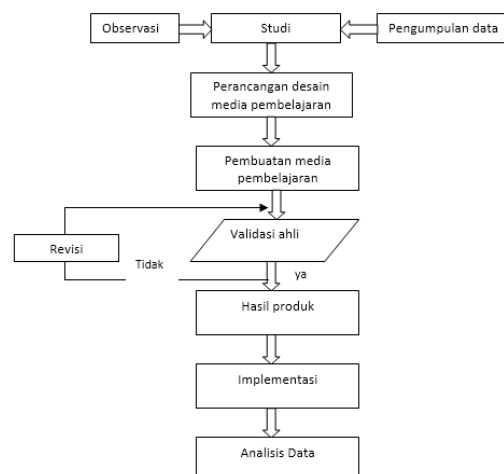 Observasi
Studi
Pengumpulan data
Perancangan desain
media pembelajaran
Pembuatan media
pembelajaran
Validasi ahli
Revisi
Tidak
ya
Hasil produk
Implementasi
Analisis Data